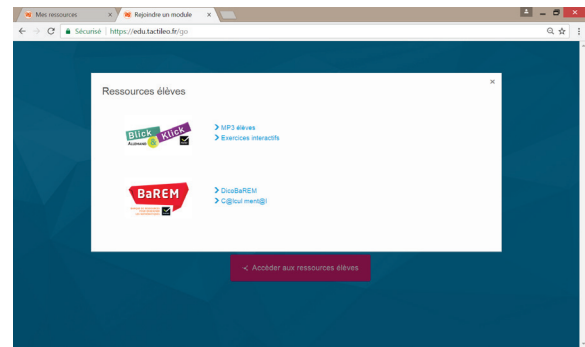 Mes ressources
Rejoindre un module
Sécurisé | https://edu.tactileo.fr/go
Ressources élèves
Blick & Klick
ALLEMAND
MP3 élèves
Exercices interactifs
BaREM
DicoBaREM
C@lcul ment@l
Accéder aux ressources élèves